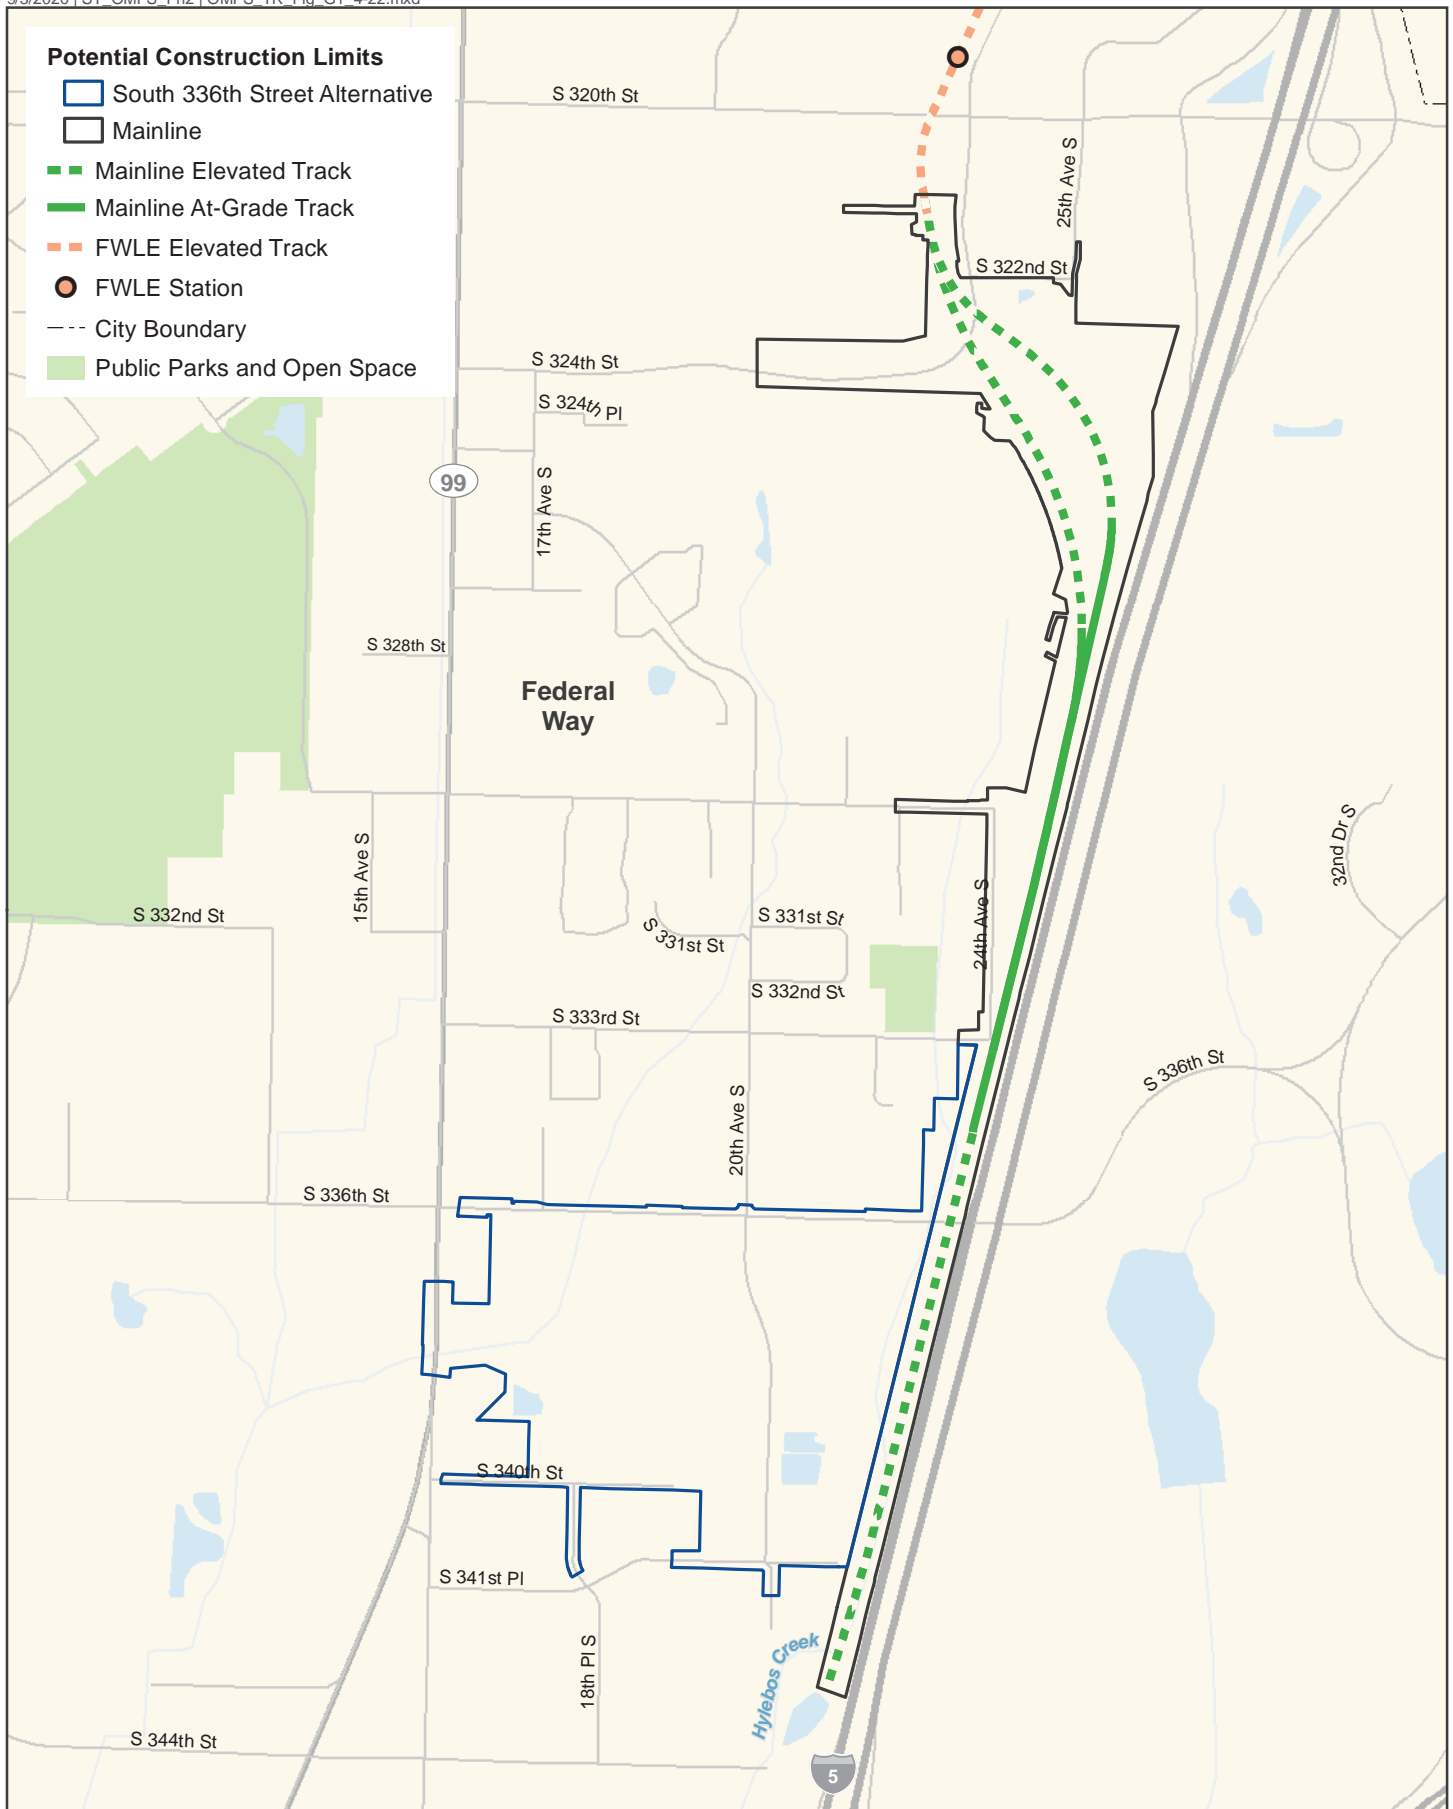 Potential Construction Limits
South 336th Street Alternative
Mainline
Mainline Elevated Track
Mainline At-Grade Track
FWLE Elevated Track
FWLE Station
City Boundary
Public Parks and Open Space
S 320th St
25th Ave S
S 322nd St
S 324th St
S 324th Pl
99
17th Ave S
S 328th St
Federal
Way
32nd Dr S
15th Ave S
S 332nd St
S 331st St
S 331st St
24th Ave S
S 332nd St
S 333rd St
S 336th St
20th Ave S
S 336th St
S 340th St
S 341st Pl
18th Pl S
Hylebos Creek
S 344th St
5